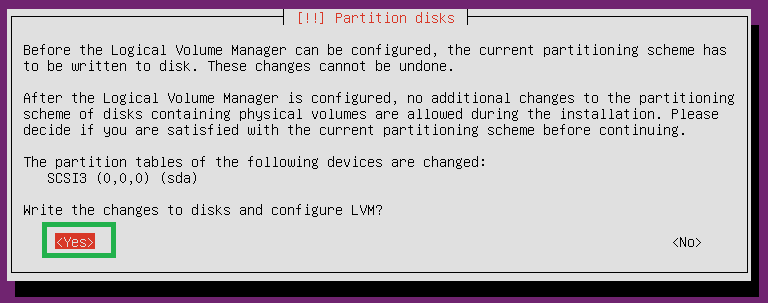 [!!] Partition disks
Before the Logical Volume Manager can be configured, the current partitioning scheme has
to be written to disk. These changes cannot be undone.
After the Logical Volume Manager is configured, no additional changes to the partitioning
scheme of disks containing physical volumes are allowed during the installation. Please
decide if you are satisfied with the current partitioning scheme before continuing.
The partition tables of the following devices are changed:
SCSI3 (0,0,0) (sda)
Write the changes to disks and configure LVM?
<Yes> <No>